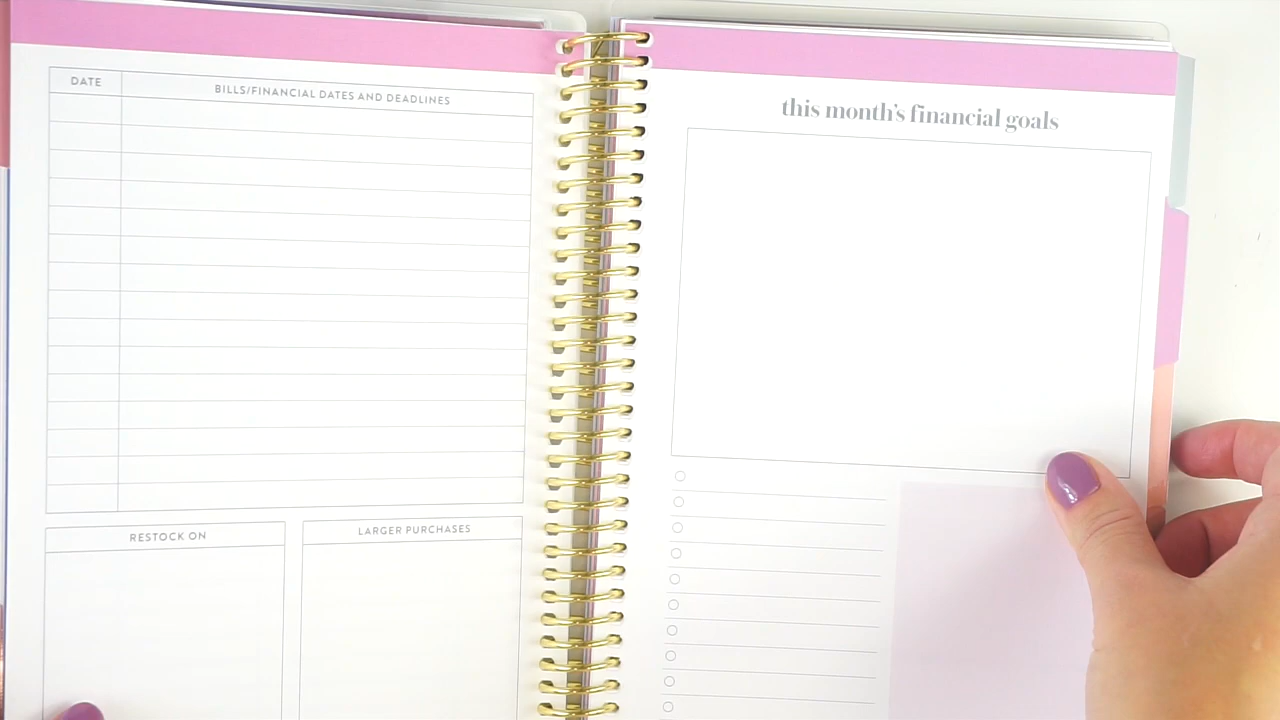 DATE
BILLS/FINANCIAL DATES AND DEADLINES
RESTOCK ON
LARGER PURCHASES
this month's financial goals